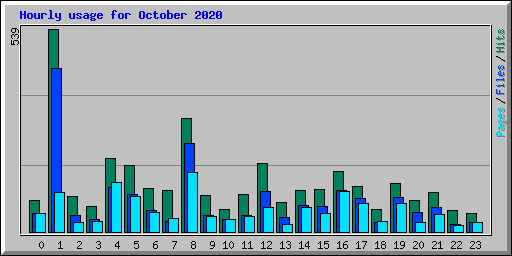 Hourly usage for October 2020
539
Pages/Files/Hits
0 1 2 3 4 5 6 7 8 9 10 11 12 13 14 15 16 17 18 19 20 21 22 23